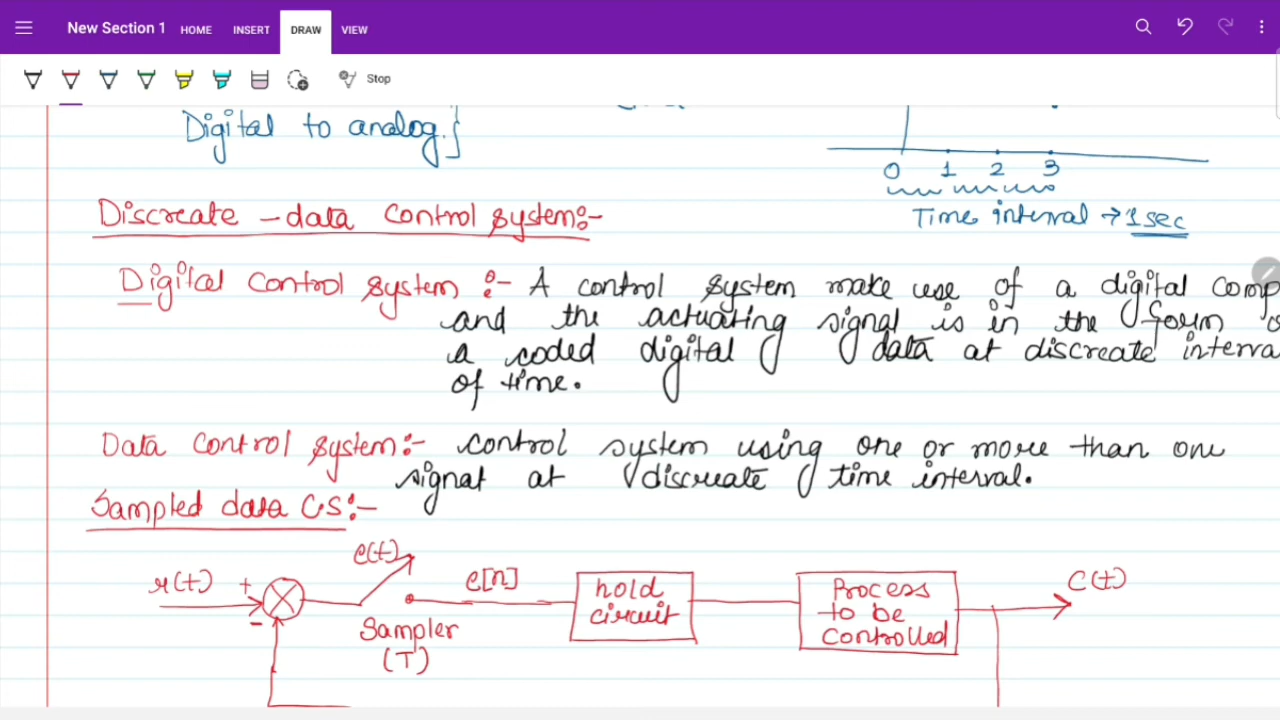 New Section 1 HOME INSERT DRAW VIEW
Stop
Digital to analog.}
0 1 2 3
Time interval → 1 sec
Discreate - data control system:-
Digital control system :- A control system make use of a digital comp
and the actuating signal is in the form o
a coded digital data at discreate interva
of time.
Data control system:- control system using one or more than one
signal at discreate time interval.
Sampled data C.S:-
r(t) + - e(t) e[n] hold circuit Process to be controlled C(t)
Sampler
(T)